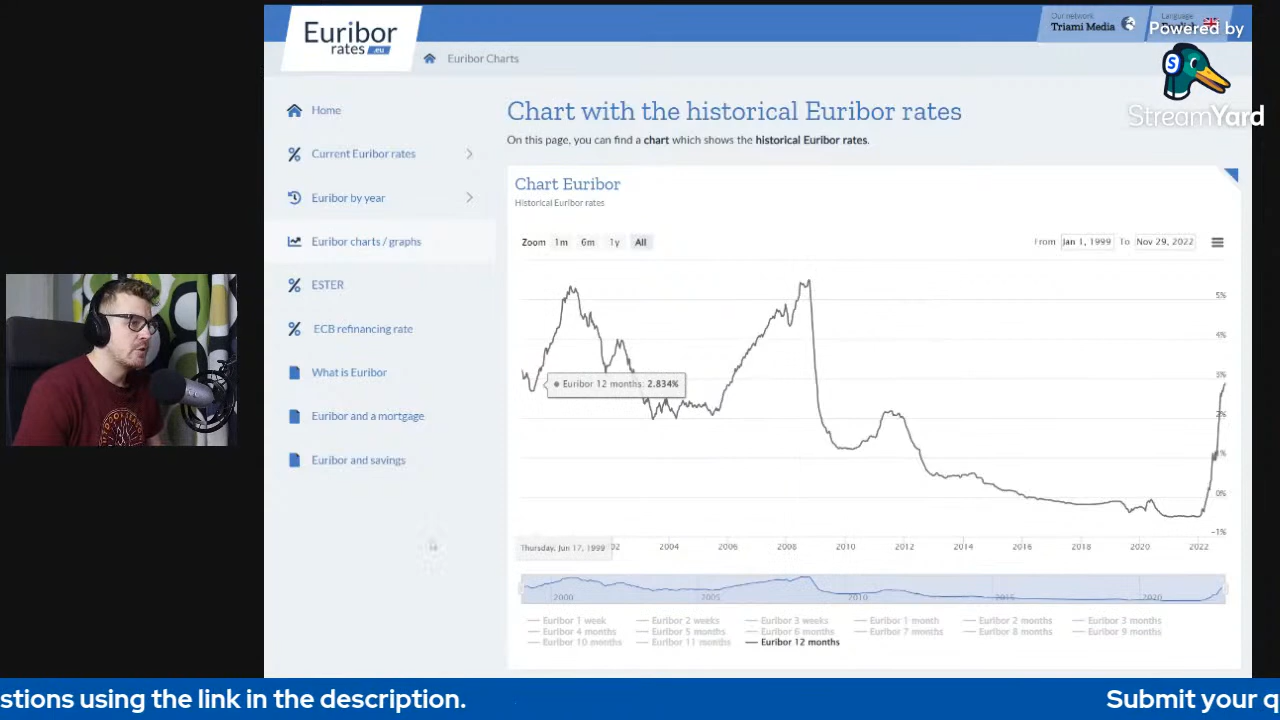 Euribor
rates .eu
Our network
Triami Media
Language
Powered by
StreamYard
Euribor Charts
Home
Current Euribor rates
Euribor by year
Euribor charts / graphs
ESTER
ECB refinancing rate
What is Euribor
Euribor and a mortgage
Euribor and savings
Chart with the historical Euribor rates
On this page, you can find a chart which shows the historical Euribor rates.
Chart Euribor
Historical Euribor rates
Zoom 1m 6m 1y All
From Jan 1, 1999 To Nov 29, 2022
5%
4%
3%
Euribor 12 months: 2.834%
2%
1%
0%
-1%
Thursday, Jun 17, 1999 02 2004 2006 2008 2010 2012 2014 2016 2018 2020 2022
2000 2005 2010 2015 2020
Euribor 1 week Euribor 2 weeks Euribor 3 weeks Euribor 1 month Euribor 2 months Euribor 3 months
Euribor 4 months Euribor 5 months Euribor 6 months Euribor 7 months Euribor 8 months Euribor 9 months
Euribor 10 months Euribor 11 months Euribor 12 months
stions using the link in the description. Submit your q